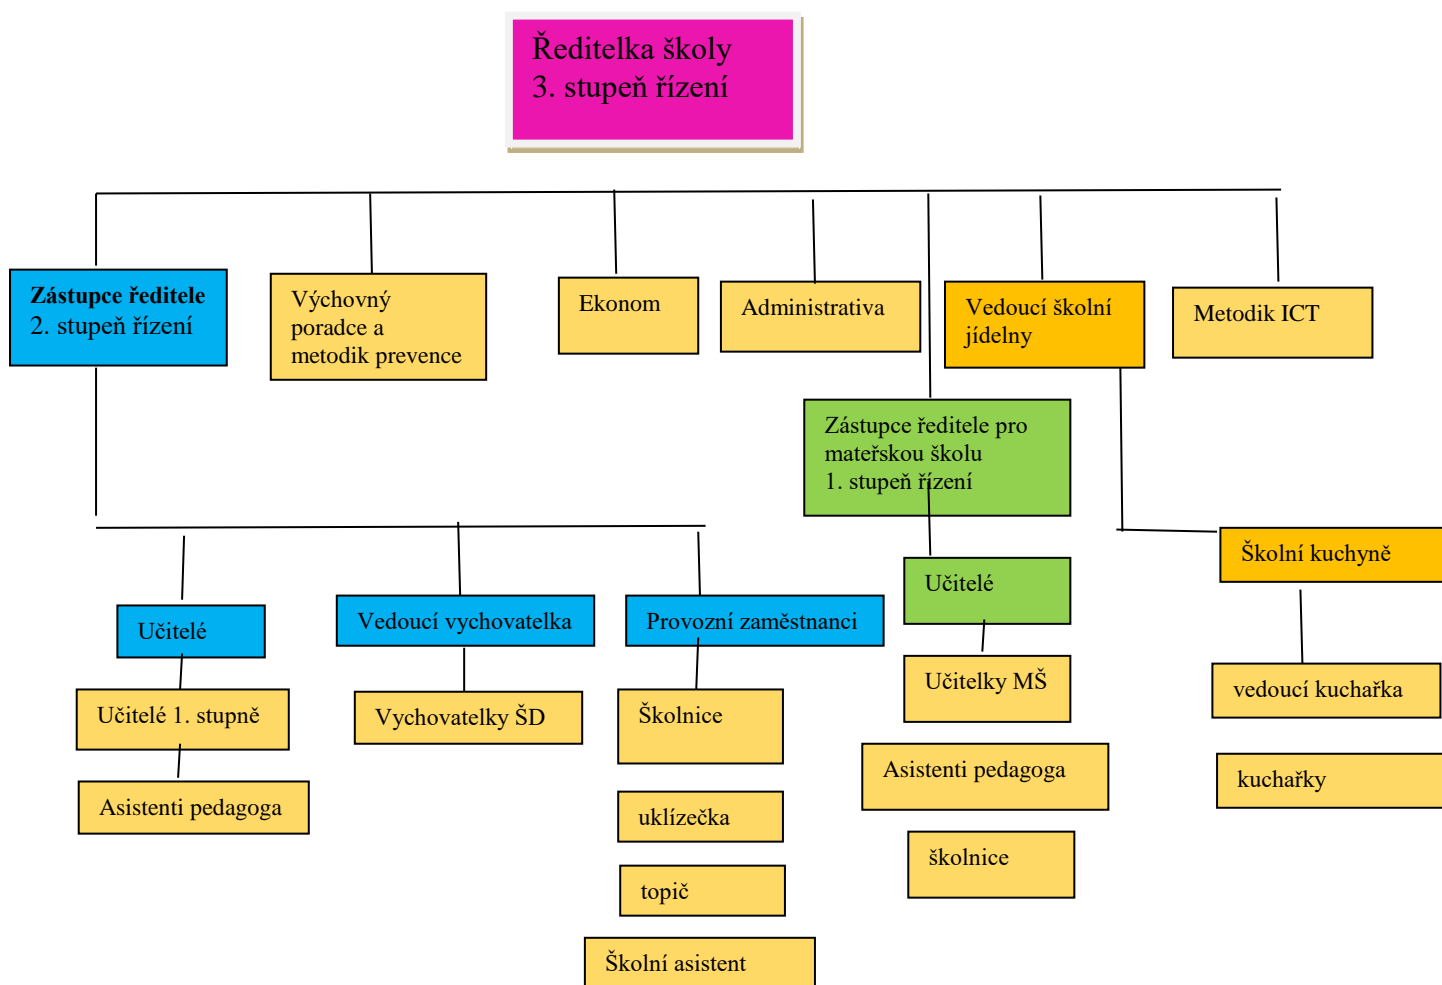 Ředitelka školy
3. stupeň řízení
Zástupce ředitele
2. stupeň řízení
Výchovný
poradce a
metodik prevence
Ekonom
Administrativa
Vedoucí školní
jídelny
Metodik ICT
Zástupce ředitele pro
mateřskou školu
1. stupeň řízení
Školní kuchyně
Učitelé
Učitelé
Vedoucí vychovatelka
Provozní zaměstnanci
Učitelé 1. stupně
Vychovatelky ŠD
Školnice
Učitelky MŠ
vedoucí kuchařka
Asistenti pedagoga
uklízečka
Asistenti pedagoga
kuchařky
topič
školnice
Školní asistent